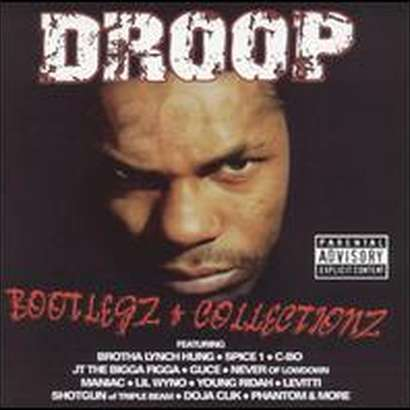 DROOP
PARENTAL
ADVISORY
EXPLICIT CONTENT
BOOTLEGZ & COLLECTIONZ
FEATURING
BROTHA LYNCH HUNG • SPICE 1 • C-BO
JT THE BIGGA FIGGA • GUCE • NEVER OF LOWDOWN
MANIAC • LIL WYNO • YOUNG RIDAH • LEVITTI
SHOTGUN of TRIPLE BEAM • DOJA CLIK • PHANTOM & MORE